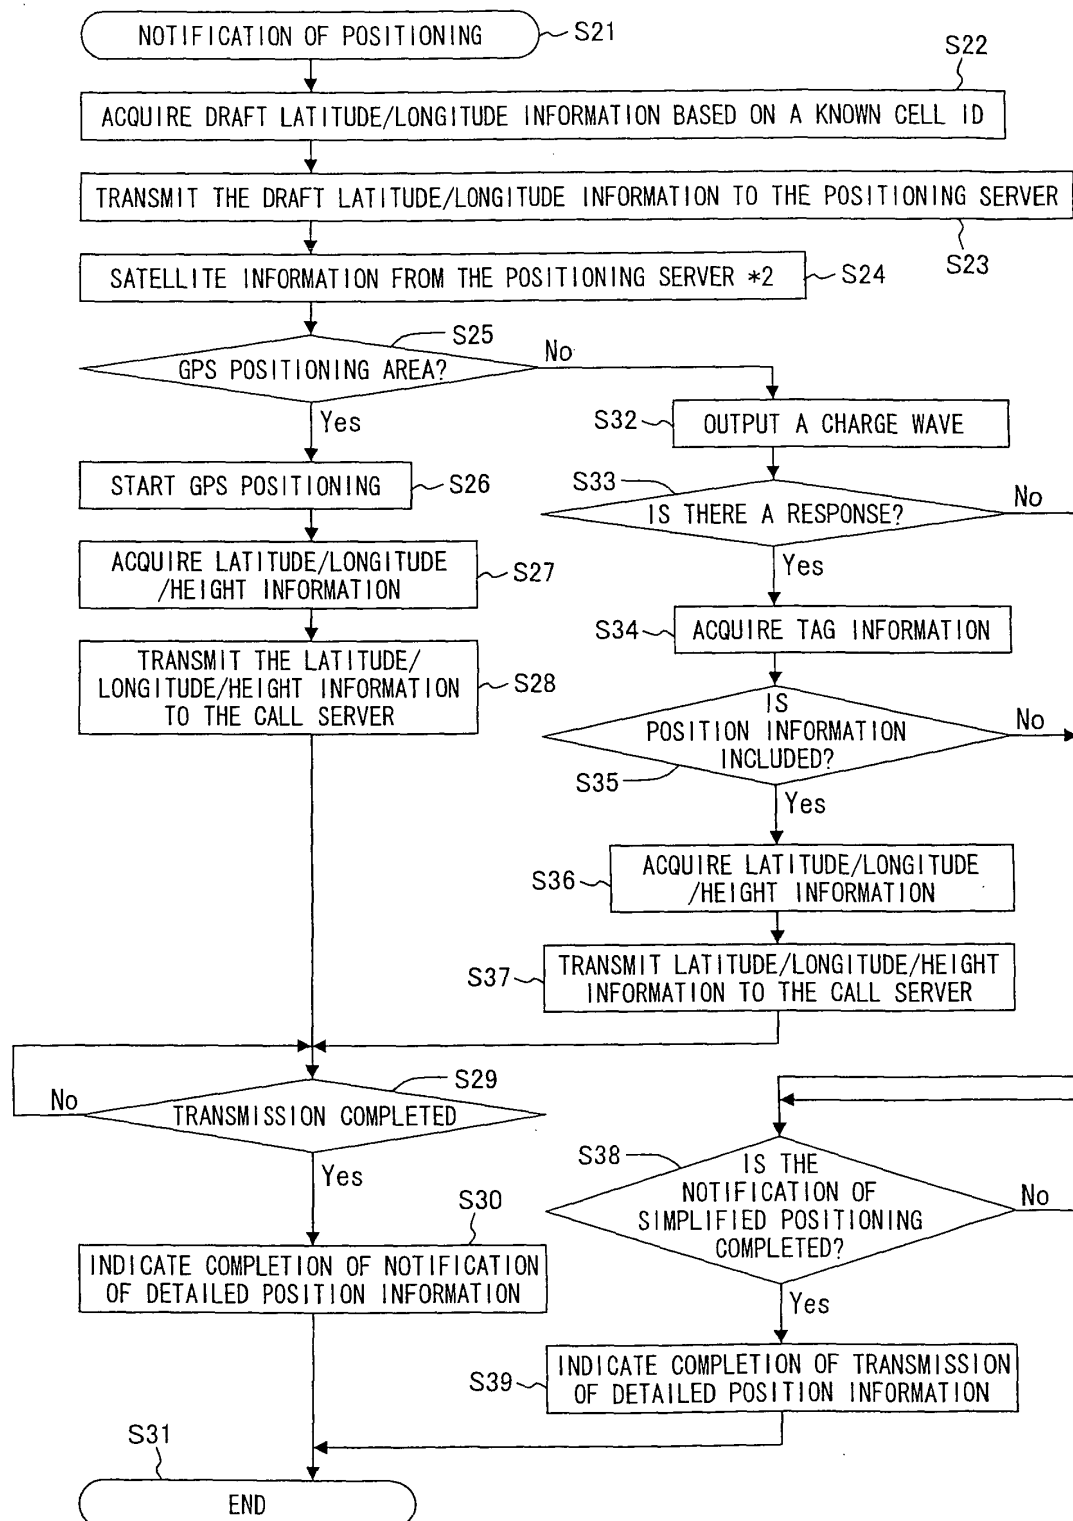 NOTIFICATION OF POSITIONING
S21
S22
ACQUIRE DRAFT LATITUDE/LONGITUDE INFORMATION BASED ON A KNOWN CELL ID
TRANSMIT THE DRAFT LATITUDE/LONGITUDE INFORMATION TO THE POSITIONING SERVER
S23
SATELLITE INFORMATION FROM THE POSITIONING SERVER *2
S24
S25
GPS POSITIONING AREA?
No
Yes
START GPS POSITIONING
S26
ACQUIRE LATITUDE/LONGITUDE
/HEIGHT INFORMATION
S27
TRANSMIT THE LATITUDE/
LONGITUDE/HEIGHT INFORMATION
TO THE CALL SERVER
S28
S32
OUTPUT A CHARGE WAVE
S33
IS THERE A RESPONSE?
No
Yes
S34
ACQUIRE TAG INFORMATION
IS
POSITION INFORMATION
INCLUDED?
No
S35
Yes
S36
ACQUIRE LATITUDE/LONGITUDE
/HEIGHT INFORMATION
S37
TRANSMIT LATITUDE/LONGITUDE/HEIGHT
INFORMATION TO THE CALL SERVER
S29
No
TRANSMISSION COMPLETED
Yes
S30
INDICATE COMPLETION OF NOTIFICATION
OF DETAILED POSITION INFORMATION
S38
IS THE
NOTIFICATION OF
SIMPLIFIED POSITIONING
COMPLETED?
No
Yes
S39
INDICATE COMPLETION OF TRANSMISSION
OF DETAILED POSITION INFORMATION
S31
END